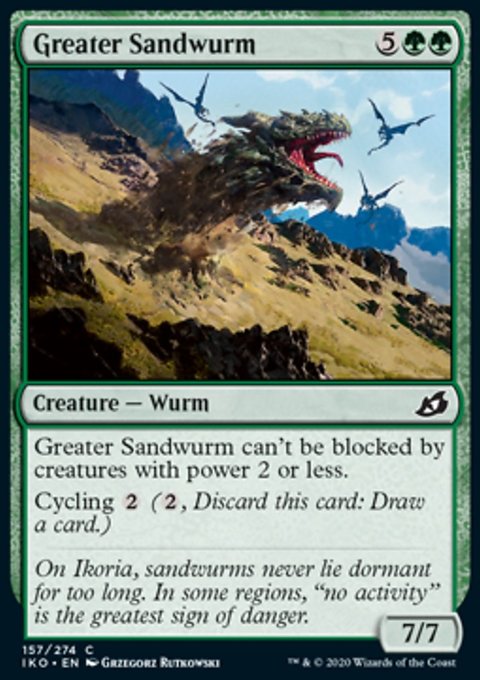 Greater Sandwurm 5
Creature — Wurm
Greater Sandwurm can't be blocked by
creatures with power 2 or less.
Cycling 2 (2, Discard this card: Draw
a card.)
On Ikoria, sandwurms never lie dormant
for too long. In some regions, “no activity”
is the greatest sign of danger.
7/7
157/274 C
IKO • EN Grzegorz Rutkowski
™ & © 2020 Wizards of the Coast